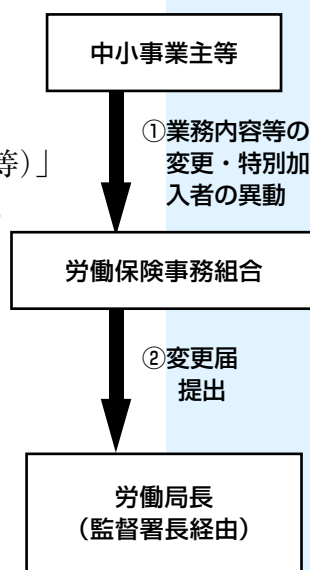 中小事業主等
①業務内容等の
変更・特別加
入者の異動
等)」
労働保険事務組合
②変更届
提出
労働局長
(監督署長経由)